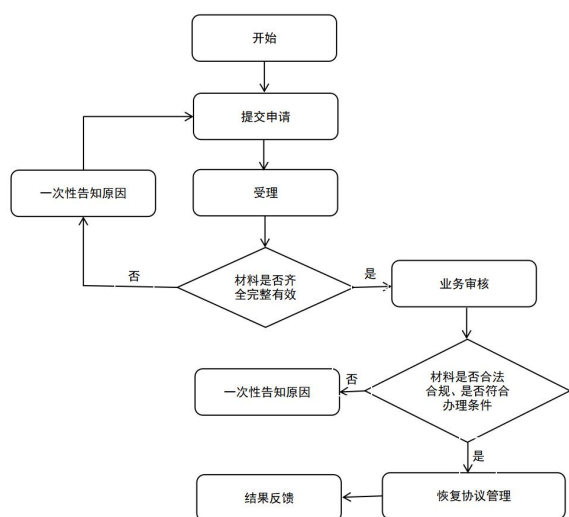 开始
提交申请
一次性告知原因
受理
否
材料是否齐
全完整有效
是
业务审核
一次性告知原因
否
材料是否合法
合规、是否符合
办理条件
是
结果反馈
恢复协议管理